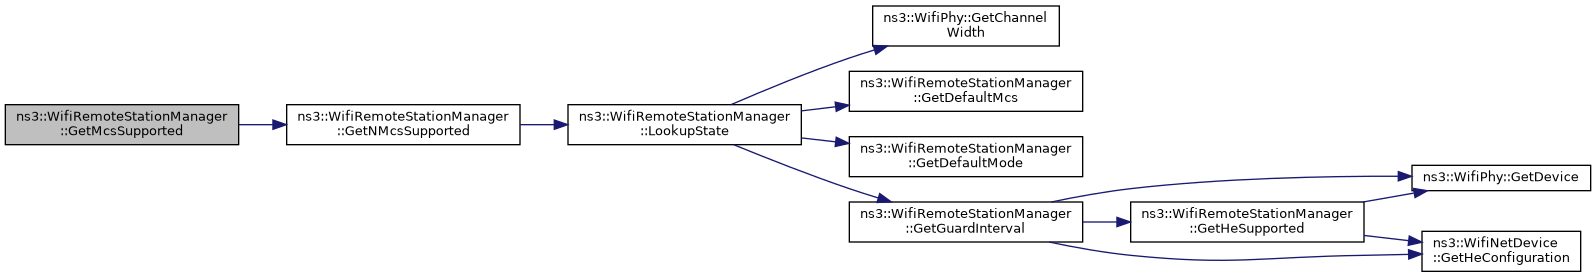 ns3::WifiRemoteStationManager
::GetMcsSupported
ns3::WifiRemoteStationManager
::GetNMcsSupported
ns3::WifiRemoteStationManager
::LookupState
ns3::WifiPhy::GetChannel
Width
ns3::WifiRemoteStationManager
::GetDefaultMcs
ns3::WifiRemoteStationManager
::GetDefaultMode
ns3::WifiRemoteStationManager
::GetGuardInterval
ns3::WifiRemoteStationManager
::GetHeSupported
ns3::WifiPhy::GetDevice
ns3::WifiNetDevice
::GetHeConfiguration